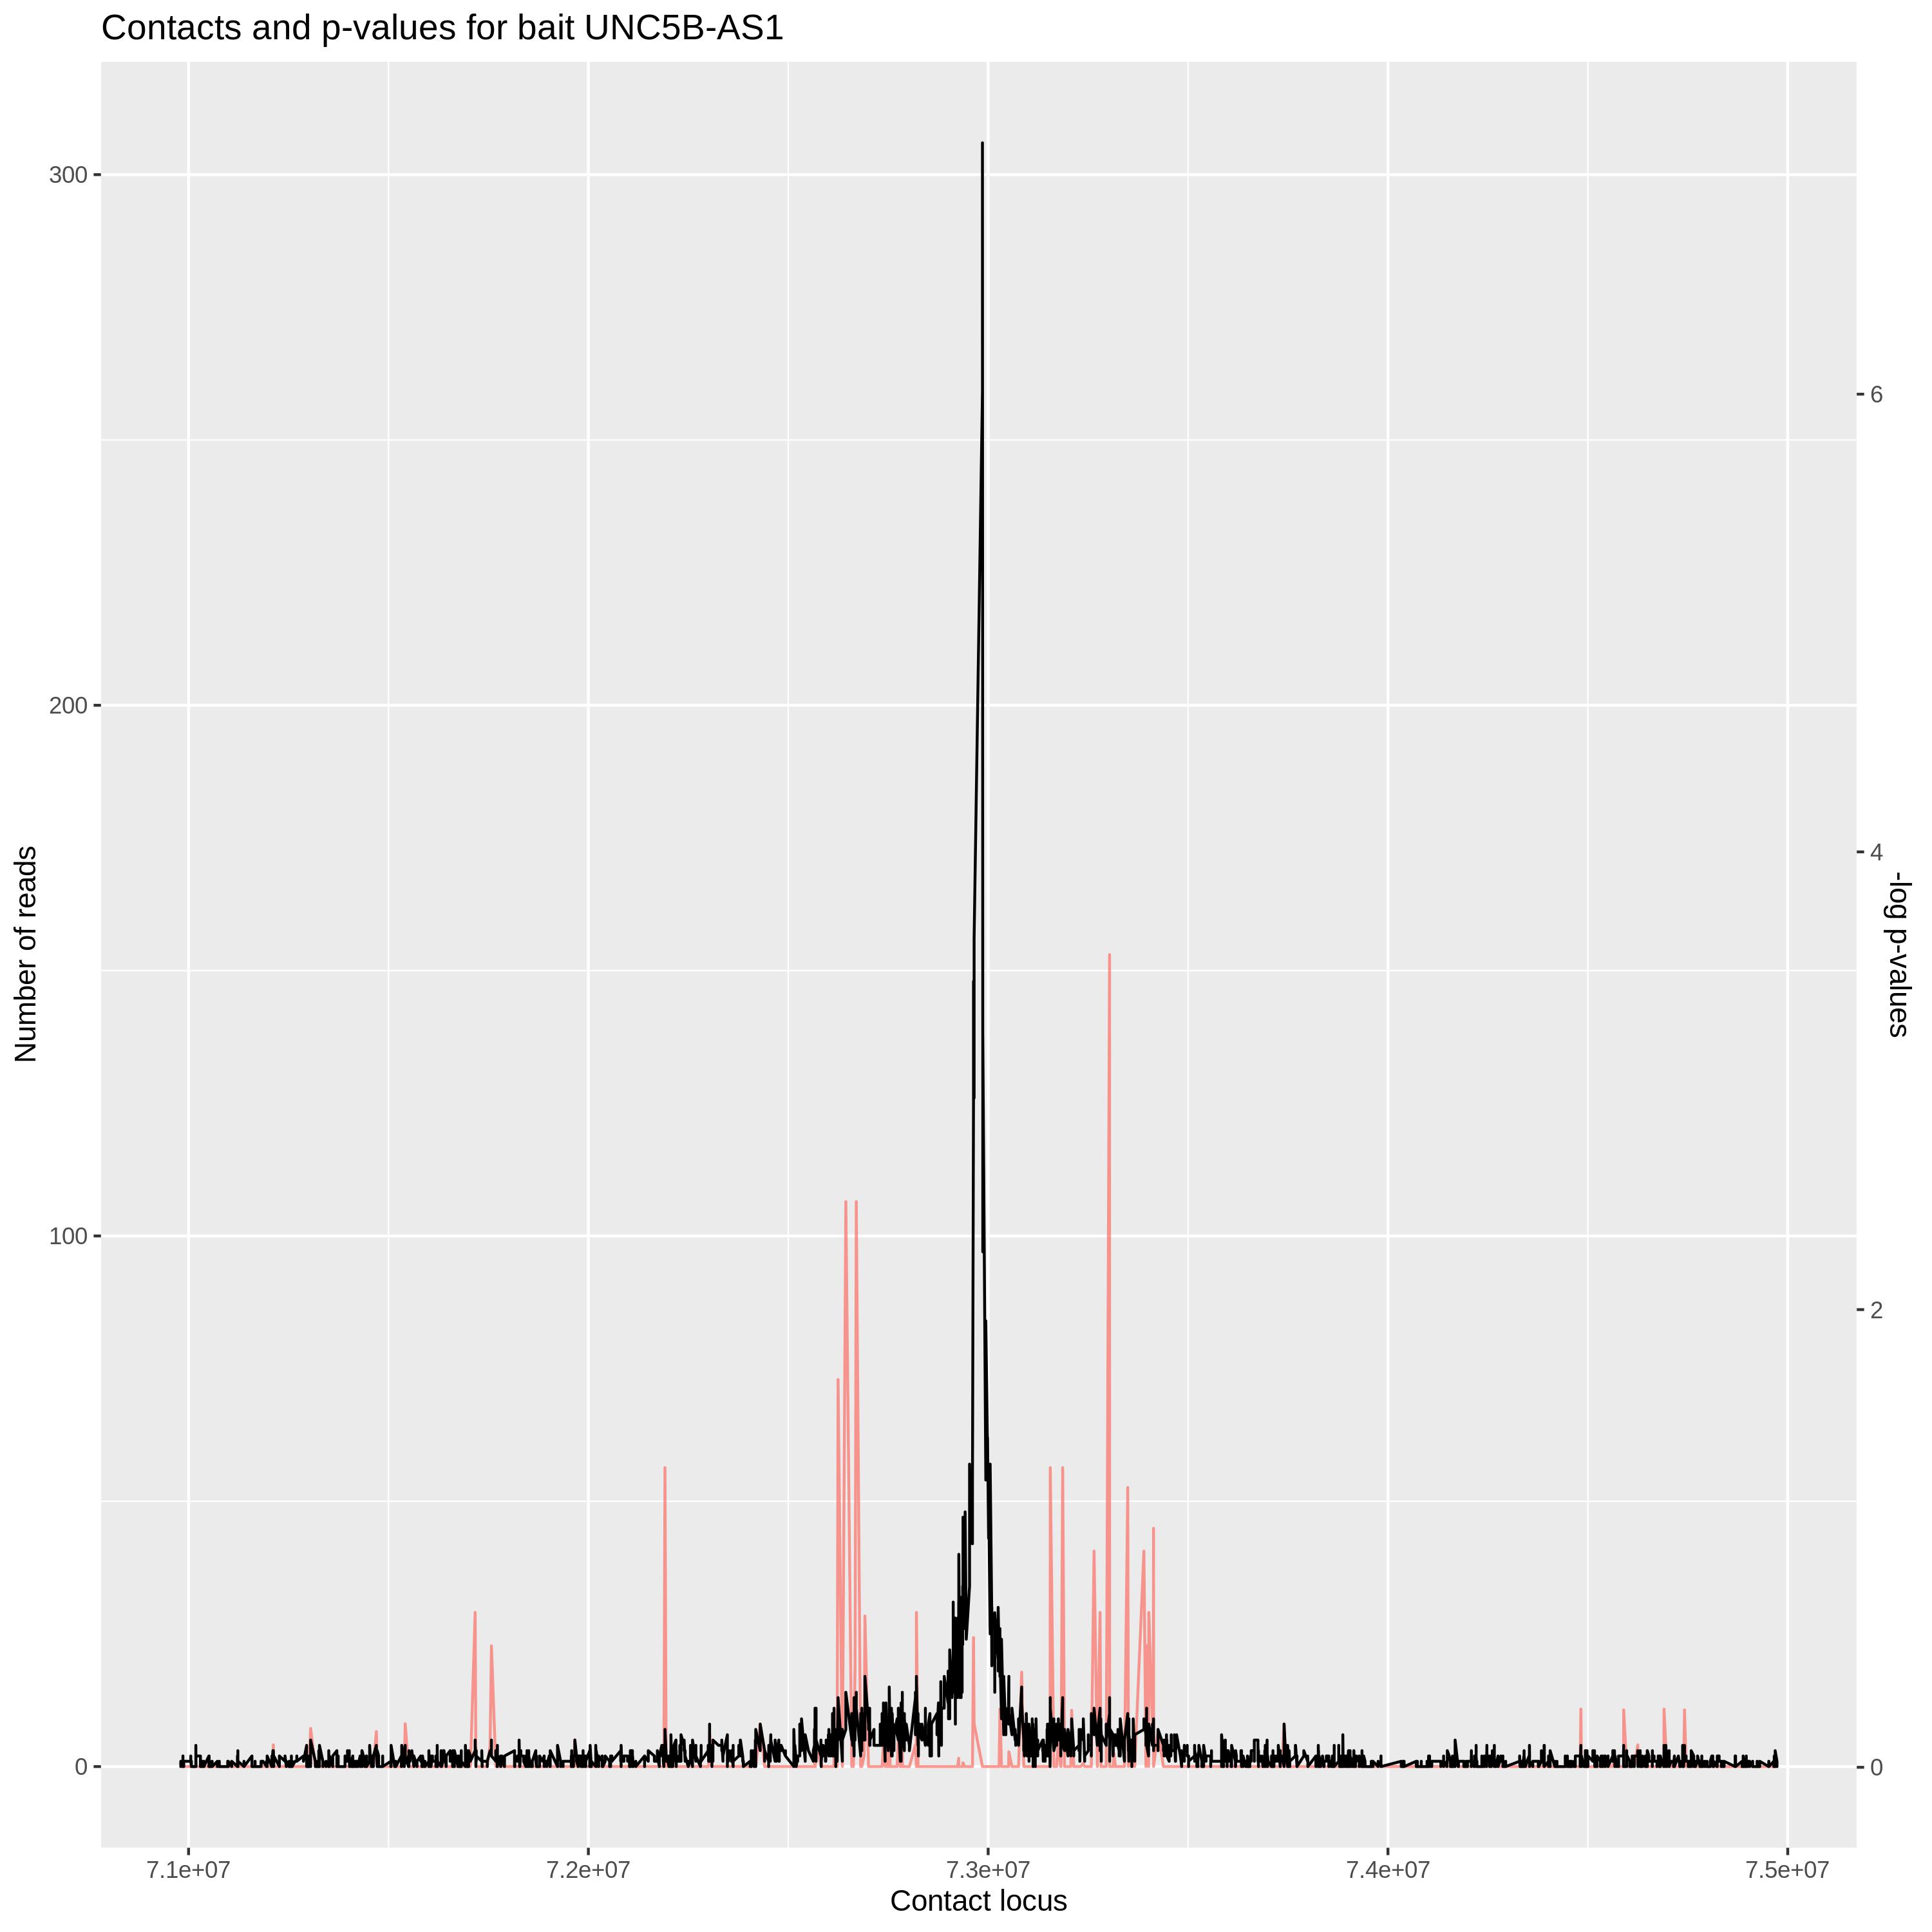 Contacts and p-values for bait UNC5B-AS1
300
200
100
0
Number of reads
6
4
2
0
-log p-values
7.1e+07
7.2e+07
7.3e+07
7.4e+07
7.5e+07
Contact locus